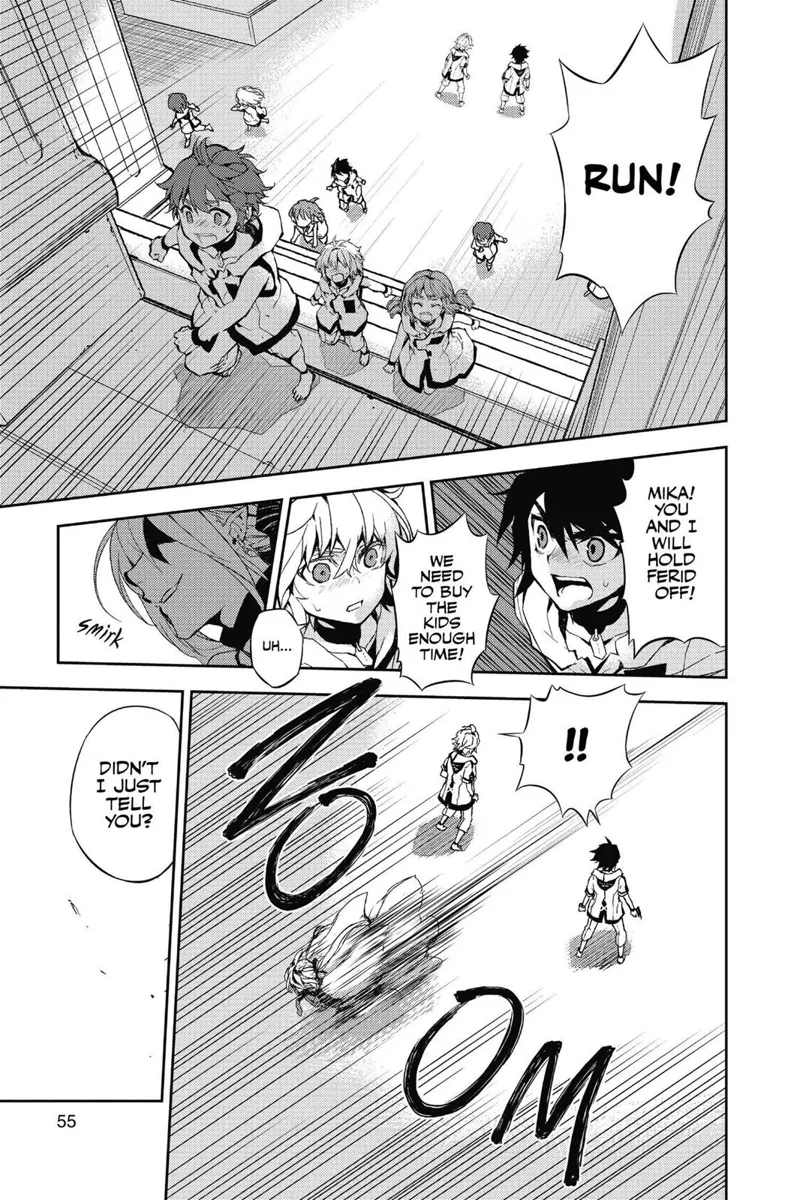 RUN!
MIKA!
YOU
AND I
WILL
HOLD
FERID
OFF!
WE
NEED
TO BUY
THE
KIDS
ENOUGH
TIME!
UH...
SMIRK
!!
ZOOM
DIDN'T
I JUST
TELL
YOU?
55